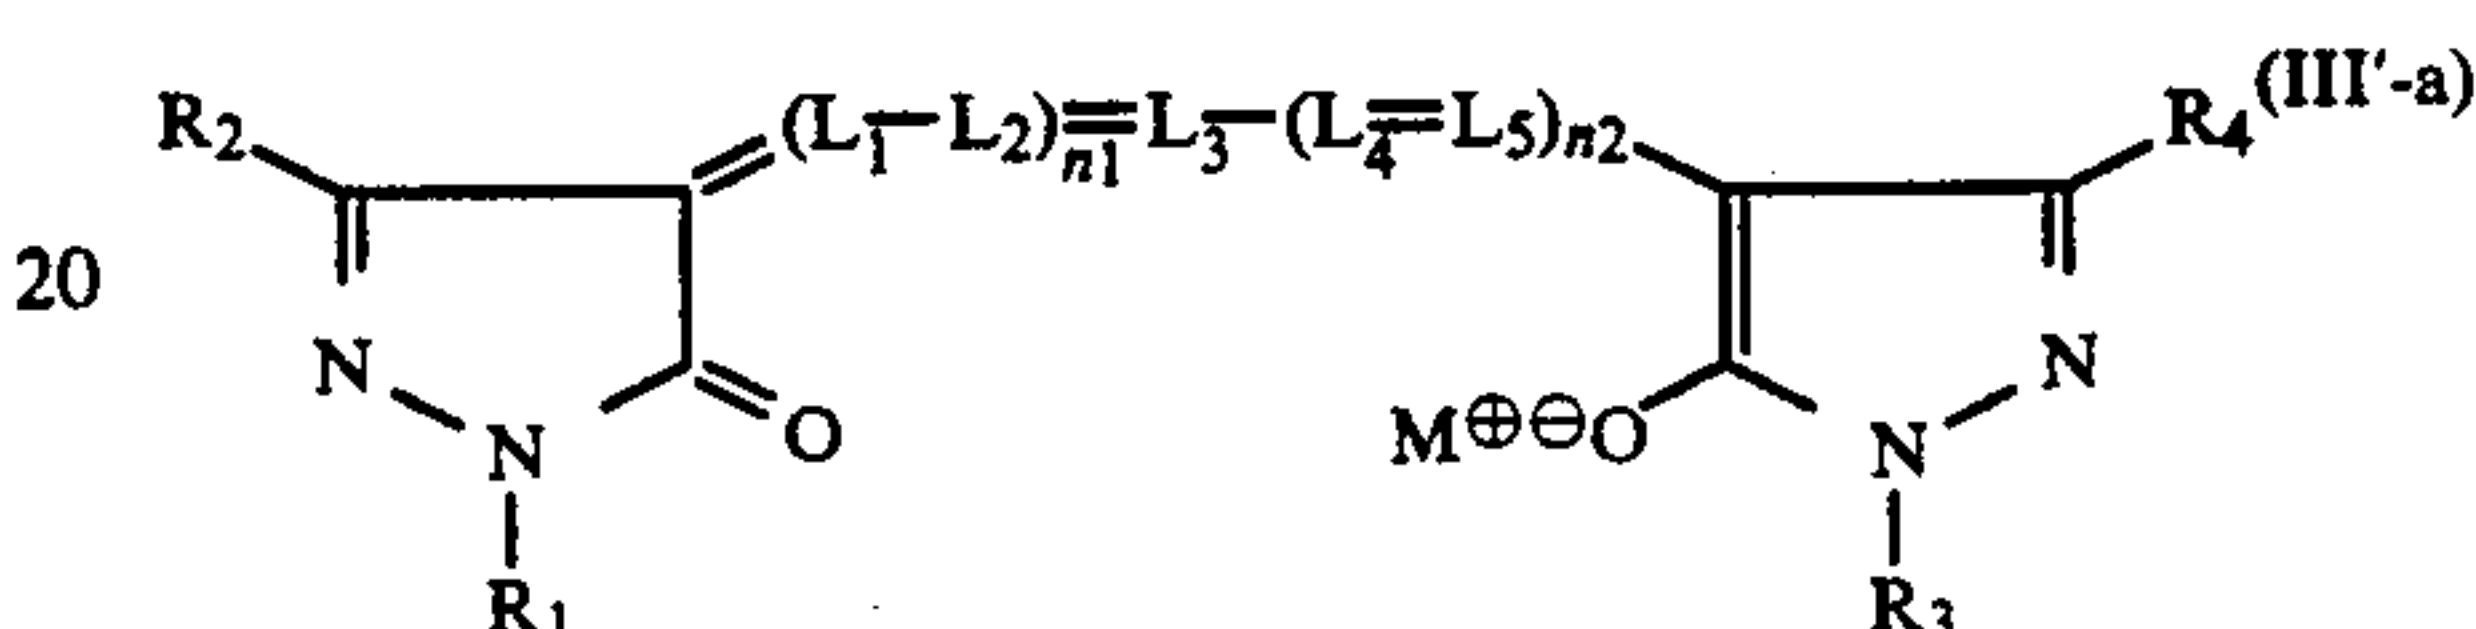 R2 (L1—L2)n1=L3—(L4=L5)n2 R4 (III'-a)
20
N N
N O M⊕⊖O N
R1 R3